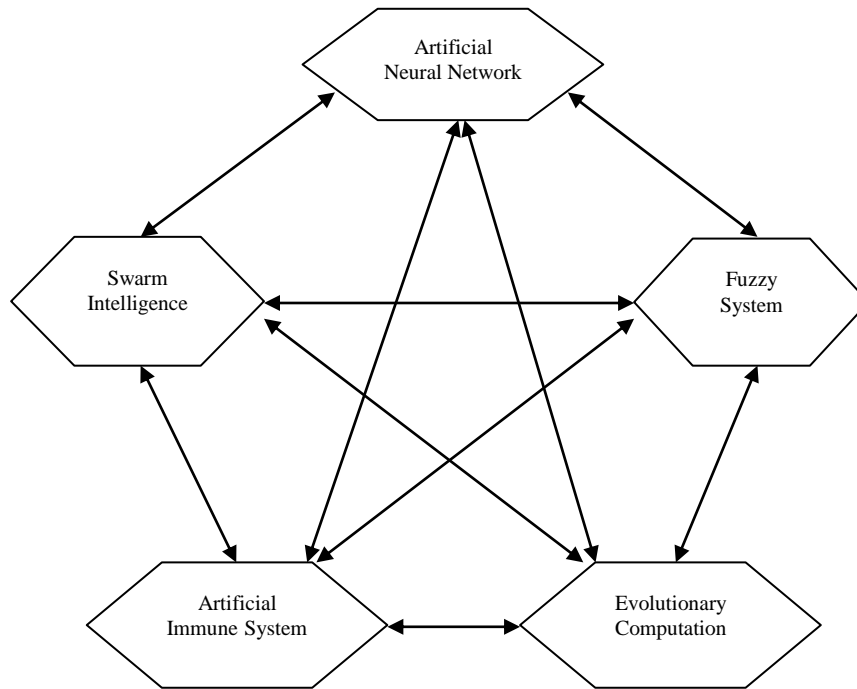 Artificial
Neural Network
Swarm
Intelligence
Fuzzy
System
Artificial
Immune System
Evolutionary
Computation